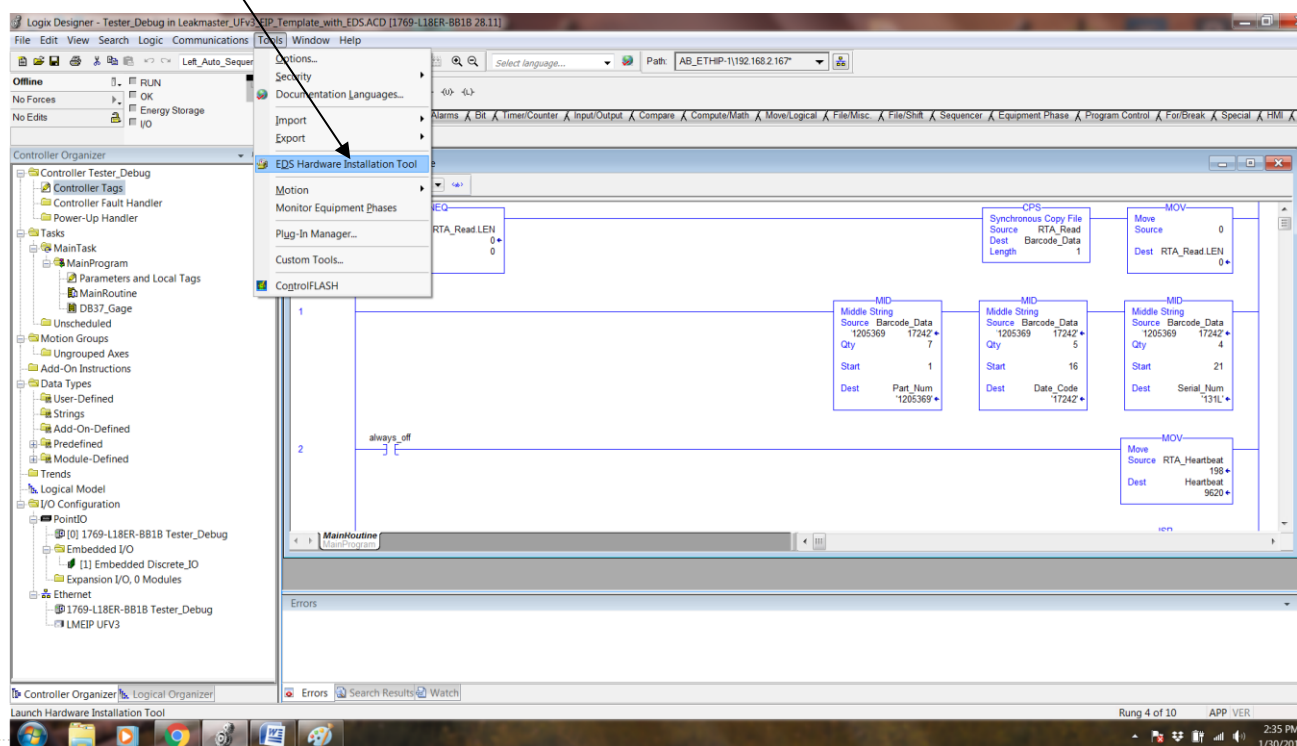 Logix Designer - Tester_Debug in Leakmaster_UFv3_EIP_Template_with_EDS.ACD [1769-L18ER-BB1B 28.11]
File Edit View Search Logic Communications Tools Window Help
Left_Auto_Sequer
Select language...
Path: AB_ETHIP-1\192.168.2.167*
Offline
RUN
No Forces
OK
No Edits
Energy Storage
I/O
Options...
Security
Documentation Languages...
Import
Export
EDS Hardware Installation Tool
Motion
Monitor Equipment Phases
Plug-In Manager...
Custom Tools...
ControlFLASH
Alarms Bit Timer/Counter Input/Output Compare Compute/Math Move/Logical File/Misc. File/Shift Sequencer Equipment Phase Program Control For/Break Special HMI
Controller Organizer
Controller Tester_Debug
Controller Tags
Controller Fault Handler
Power-Up Handler
Tasks
MainTask
MainProgram
Parameters and Local Tags
MainRoutine
DB37_Gage
Unscheduled
Motion Groups
Ungrouped Axes
Add-On Instructions
Data Types
User-Defined
Strings
Add-On-Defined
Predefined
Module-Defined
Trends
Logical Model
I/O Configuration
PointIO
[0] 1769-L18ER-BB1B Tester_Debug
Embedded I/O
[1] Embedded Discrete_IO
Expansion I/O, 0 Modules
Ethernet
1769-L18ER-BB1B Tester_Debug
LMEIP UFV3
Controller Organizer Logical Organizer
NEQ
RTA_Read.LEN
0
0
CPS
Synchronous Copy File
Source RTA_Read
Dest Barcode_Data
Length 1
MOV
Move
Source 0
Dest RTA_Read.LEN
0
1
MID
Middle String
Source Barcode_Data
'1205369 17242'
Qty 7
Start 1
Dest Part_Num
'1205369'
MID
Middle String
Source Barcode_Data
'1205369 17242'
Qty 5
Start 16
Dest Date_Code
'17242'
MID
Middle String
Source Barcode_Data
'1205369 17242'
Qty 4
Start 21
Dest Serial_Num
'131L'
2
always_off
MOV
Move
Source RTA_Heartbeat
198
Dest Heartbeat
9620
MainRoutine
MainProgram
Errors
Errors Search Results Watch
Launch Hardware Installation Tool
Rung 4 of 10 APP VER
2:35 PM